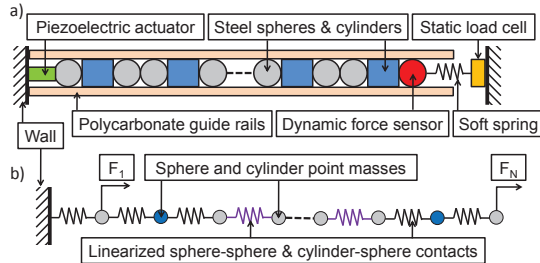 a)
Piezoelectric actuator
Steel spheres & cylinders
Static load cell
Wall
Polycarbonate guide rails
Dynamic force sensor
Soft spring
b)
F1
Sphere and cylinder point masses
FN
Linearized sphere-sphere & cylinder-sphere contacts